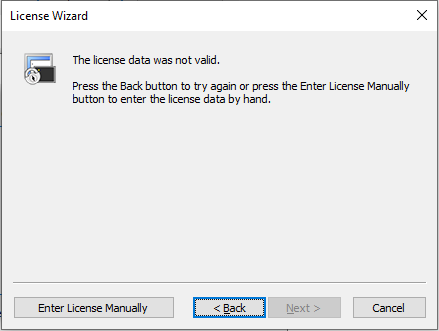 License Wizard
The license data was not valid.
Press the Back button to try again or press the Enter License Manually
button to enter the license data by hand.
Enter License Manually
< Back
Next >
Cancel